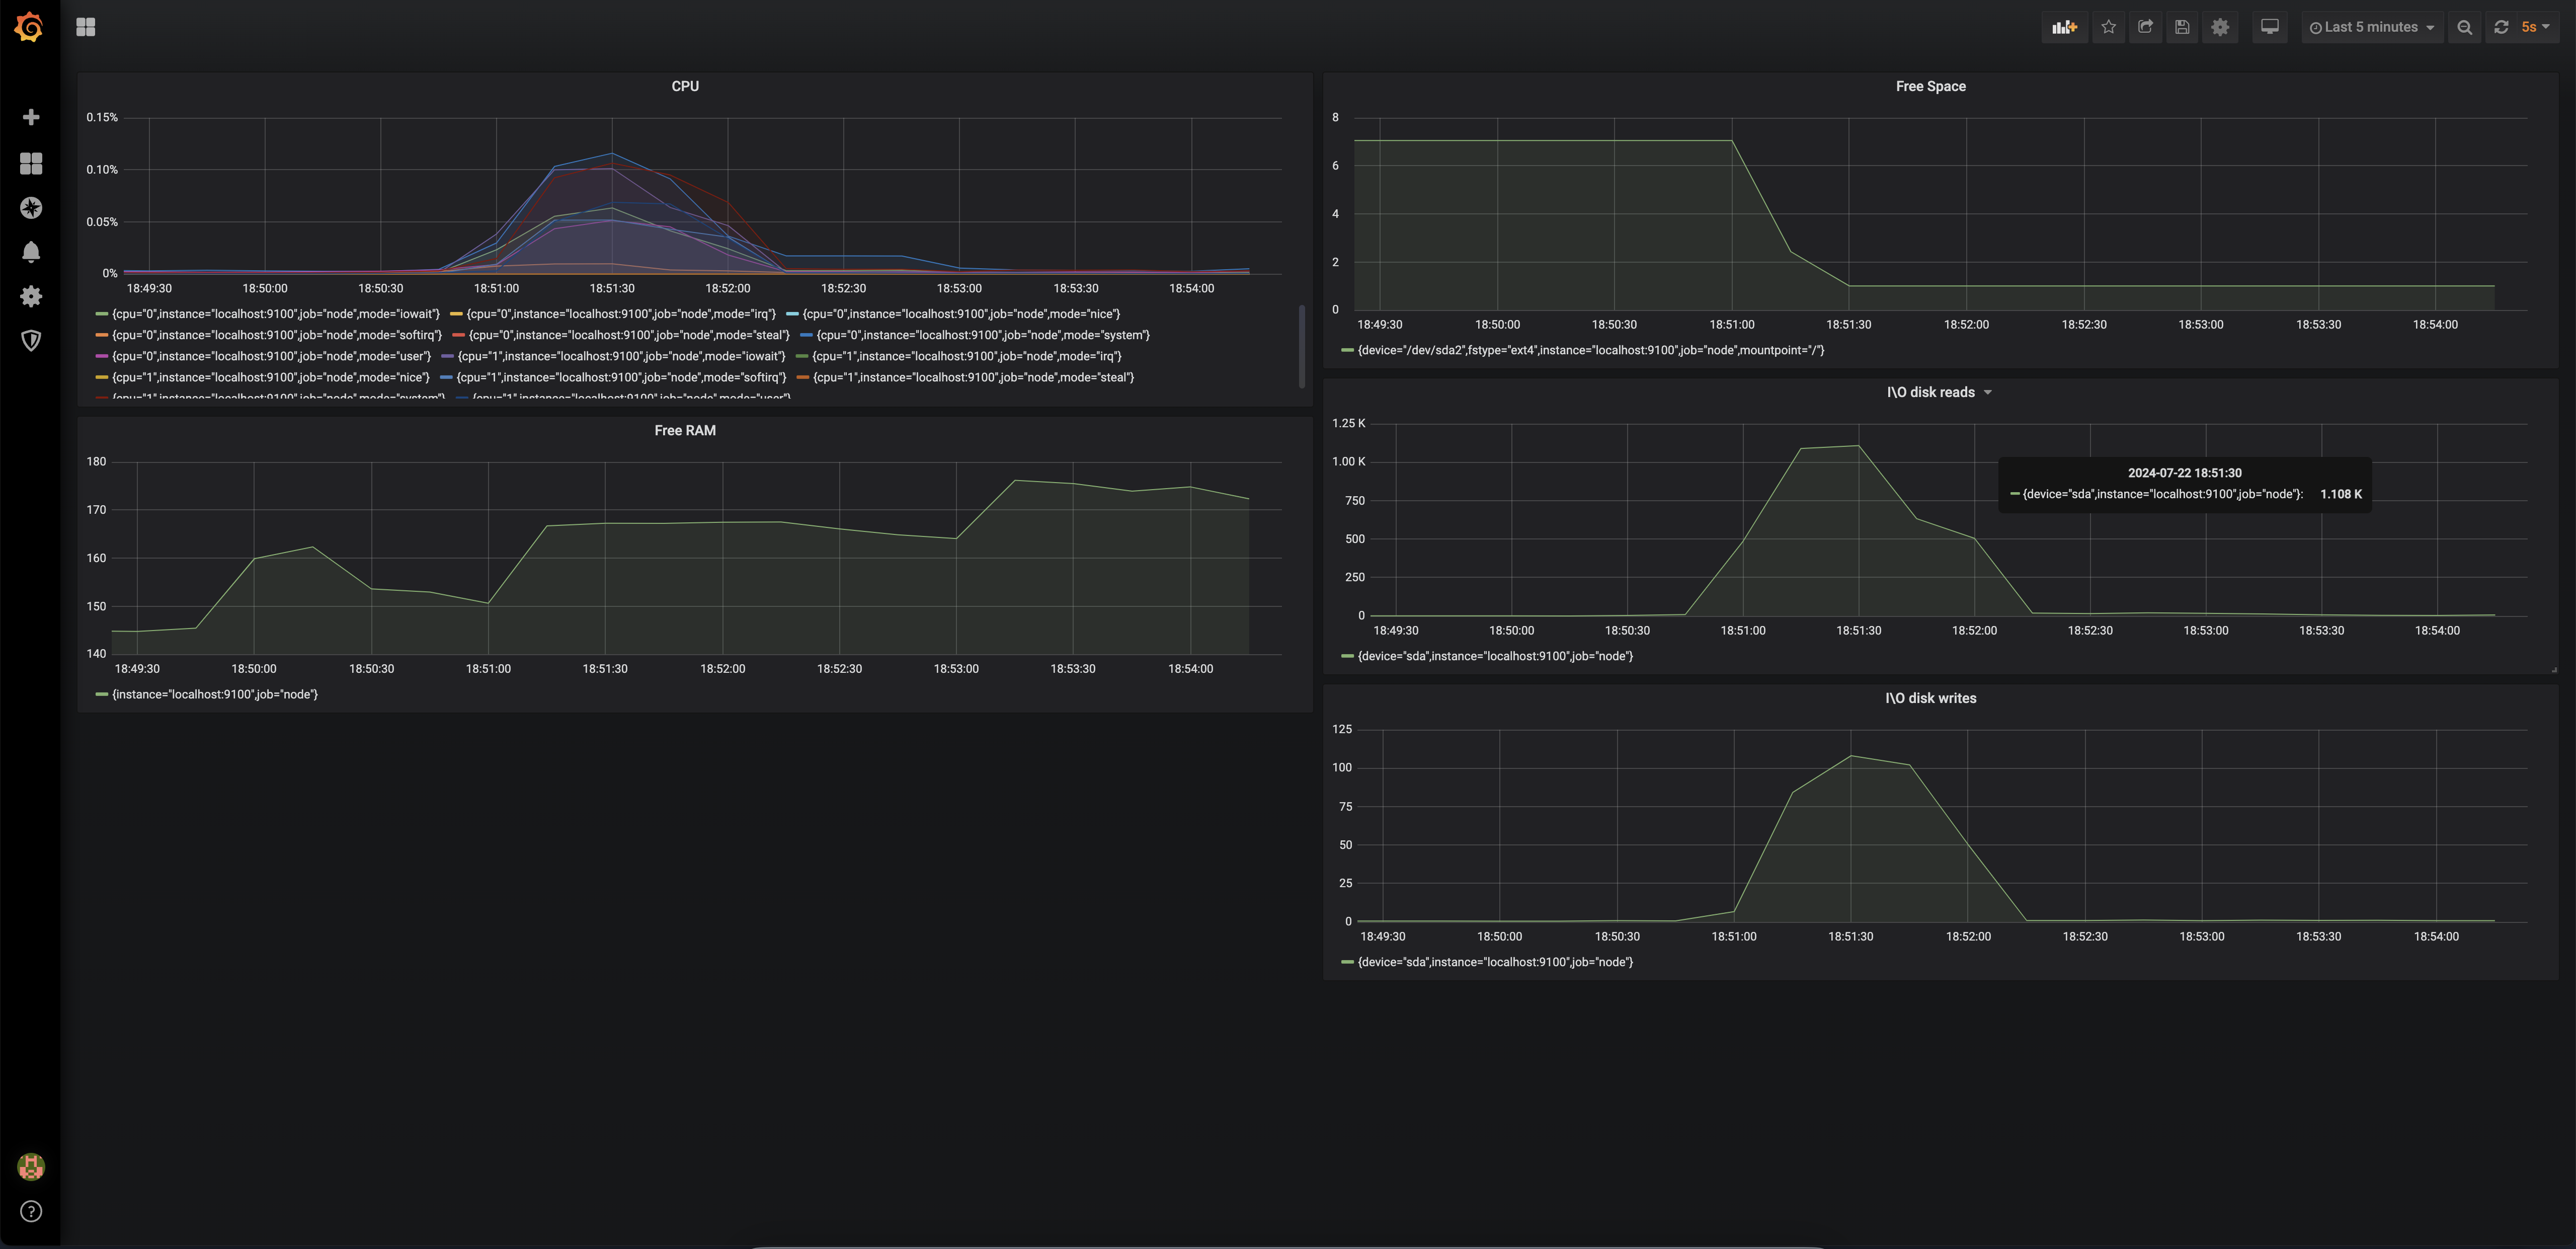 Last 5 minutes 5s
CPU
0.15%
0.10%
0.05%
0%
18:49:30 18:50:00 18:50:30 18:51:00 18:51:30 18:52:00 18:52:30 18:53:00 18:53:30 18:54:00
{cpu="0",instance="localhost:9100",job="node",mode="iowait"} {cpu="0",instance="localhost:9100",job="node",mode="irq"} {cpu="0",instance="localhost:9100",job="node",mode="nice"}
{cpu="0",instance="localhost:9100",job="node",mode="softirq"} {cpu="0",instance="localhost:9100",job="node",mode="steal"} {cpu="0",instance="localhost:9100",job="node",mode="system"}
{cpu="0",instance="localhost:9100",job="node",mode="user"} {cpu="1",instance="localhost:9100",job="node",mode="iowait"} {cpu="1",instance="localhost:9100",job="node",mode="irq"}
{cpu="1",instance="localhost:9100",job="node",mode="nice"} {cpu="1",instance="localhost:9100",job="node",mode="softirq"} {cpu="1",instance="localhost:9100",job="node",mode="steal"}
{cpu="1",instance="localhost:9100",job="node",mode="system"} {cpu="1",instance="localhost:9100",job="node",mode="user"}
Free RAM
180
170
160
150
140
18:49:30 18:50:00 18:50:30 18:51:00 18:51:30 18:52:00 18:52:30 18:53:00 18:53:30 18:54:00
{instance="localhost:9100",job="node"}
Free Space
8
6
4
2
0
18:49:30 18:50:00 18:50:30 18:51:00 18:51:30 18:52:00 18:52:30 18:53:00 18:53:30 18:54:00
{device="/dev/sda2",fstype="ext4",instance="localhost:9100",job="node",mountpoint="/"}
I\O disk reads
1.25 K
1.00 K
750
500
250
0
2024-07-22 18:51:30
{device="sda",instance="localhost:9100",job="node"}: 1.108 K
18:49:30 18:50:00 18:50:30 18:51:00 18:51:30 18:52:00 18:52:30 18:53:00 18:53:30 18:54:00
{device="sda",instance="localhost:9100",job="node"}
I\O disk writes
125
100
75
50
25
0
18:49:30 18:50:00 18:50:30 18:51:00 18:51:30 18:52:00 18:52:30 18:53:00 18:53:30 18:54:00
{device="sda",instance="localhost:9100",job="node"}